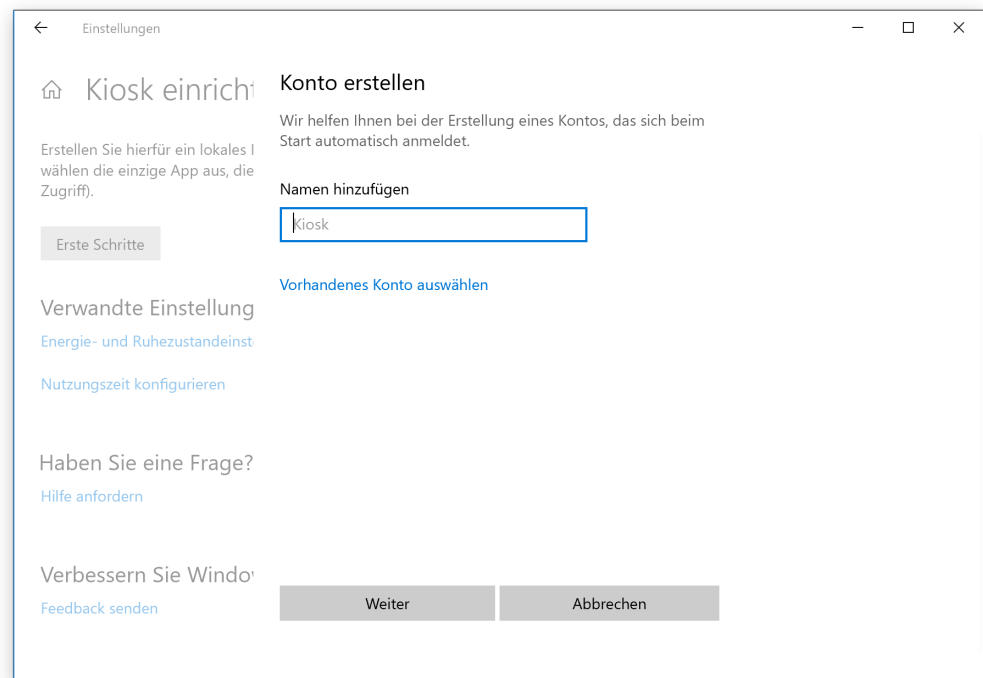 Einstellungen
Kiosk einrich
Erstellen Sie hierfür ein lokales
wählen die einzige App aus, die
Zugriff).
Erste Schritte
Verwandte Einstellung
Energie- und Ruhezustandeinst
Nutzungszeit konfigurieren
Haben Sie eine Frage?
Hilfe anfordern
Verbessern Sie Windo
Feedback senden
Konto erstellen
Wir helfen Ihnen bei der Erstellung eines Kontos, das sich beim
Start automatisch anmeldet.
Namen hinzufügen
Kiosk
Vorhandenes Konto auswählen
Weiter
Abbrechen